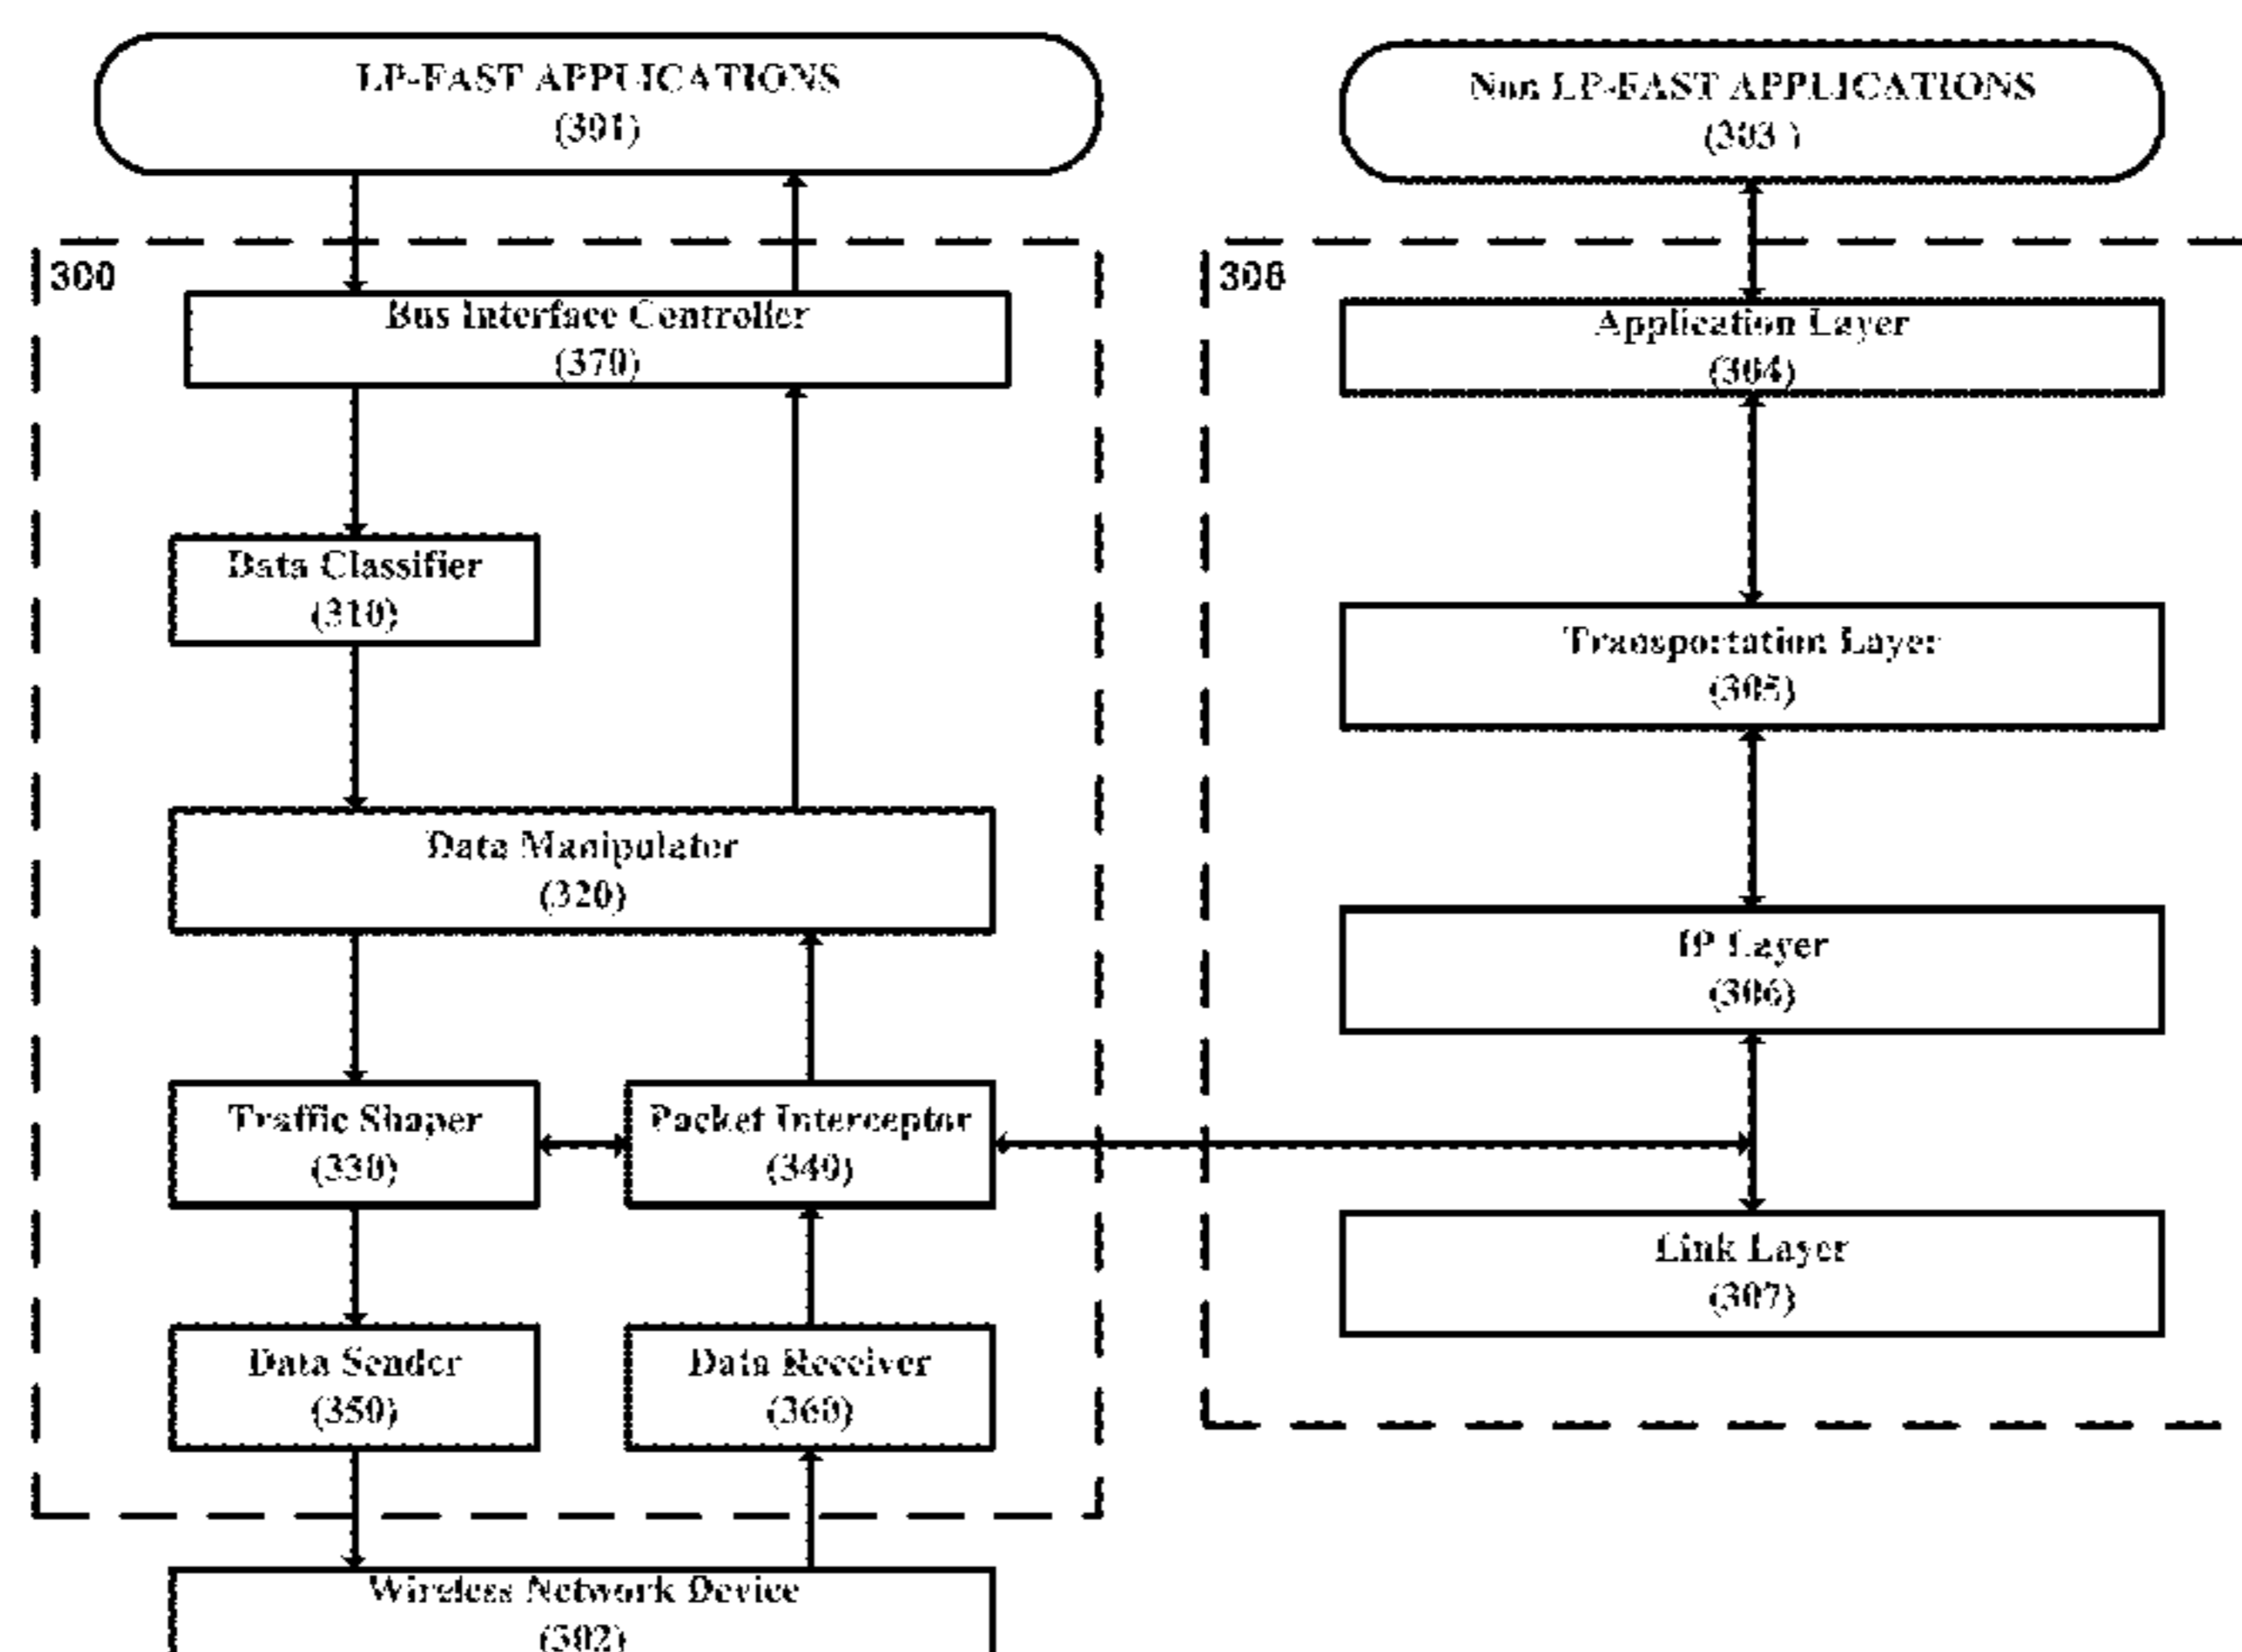 LP-FAST APPLICATIONS
(301)
Non LP-FAST APPLICATIONS
(303 )
300
308
Bus Interface Controller
(370)
Application Layer
(304)
Data Classifier
(310)
Transportation Layer
(305)
Data Manipulator
(320)
IP Layer
(306)
Traffic Shaper
(330)
Packet Interceptor
(340)
Link Layer
(307)
Data Sender
(350)
Data Receiver
(360)
Wireless Network Device
(302)